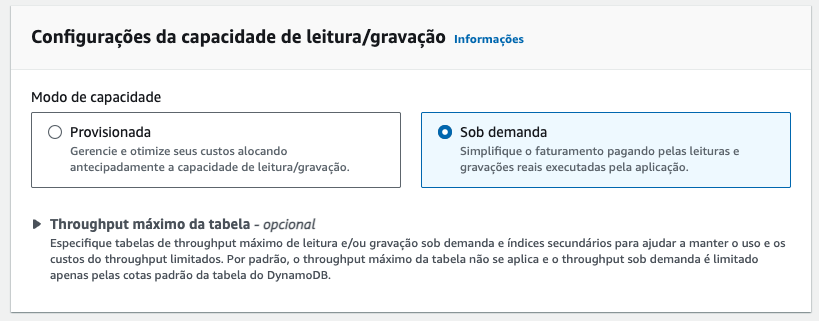 Configurações da capacidade de leitura/gravação Informações
Modo de capacidade
Provisionada
Gerencie e otimize seus custos alocando
antecipadamente a capacidade de leitura/gravação.
Sob demanda
Simplifique o faturamento pagando pelas leituras e
gravações reais executadas pela aplicação.
Throughput máximo da tabela - opcional
Especifique tabelas de throughput máximo de leitura e/ou gravação sob demanda e índices secundários para ajudar a manter o uso e os
custos do throughput limitados. Por padrão, o throughput máximo da tabela não se aplica e o throughput sob demanda é limitado
apenas pelas cotas padrão da tabela do DynamoDB.